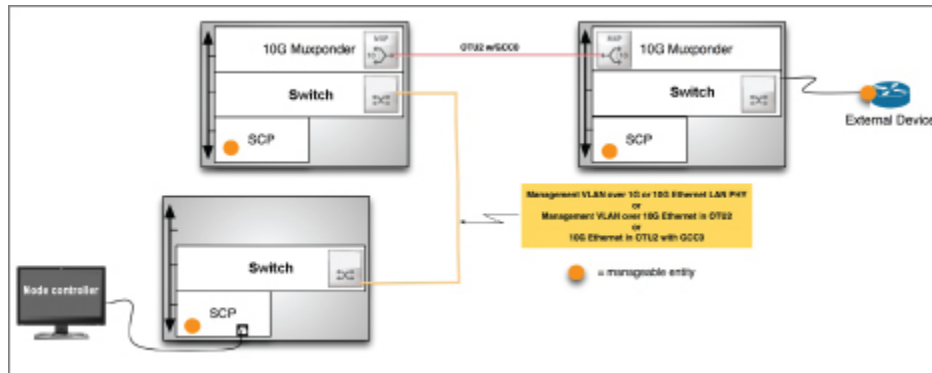 10G Muxponder
MXP
OTU2 w/GCC0
MXP
10G Muxponder
Switch
Switch
External Device
SCP
SCP
Management VLAN over 1G or 10G Ethernet LAN PHY
or
Management VLAN over 10G Ethernet in OTU2
or
10G Ethernet in OTU2 with GCC0
Switch
= manageable entity
Node controller
SCP